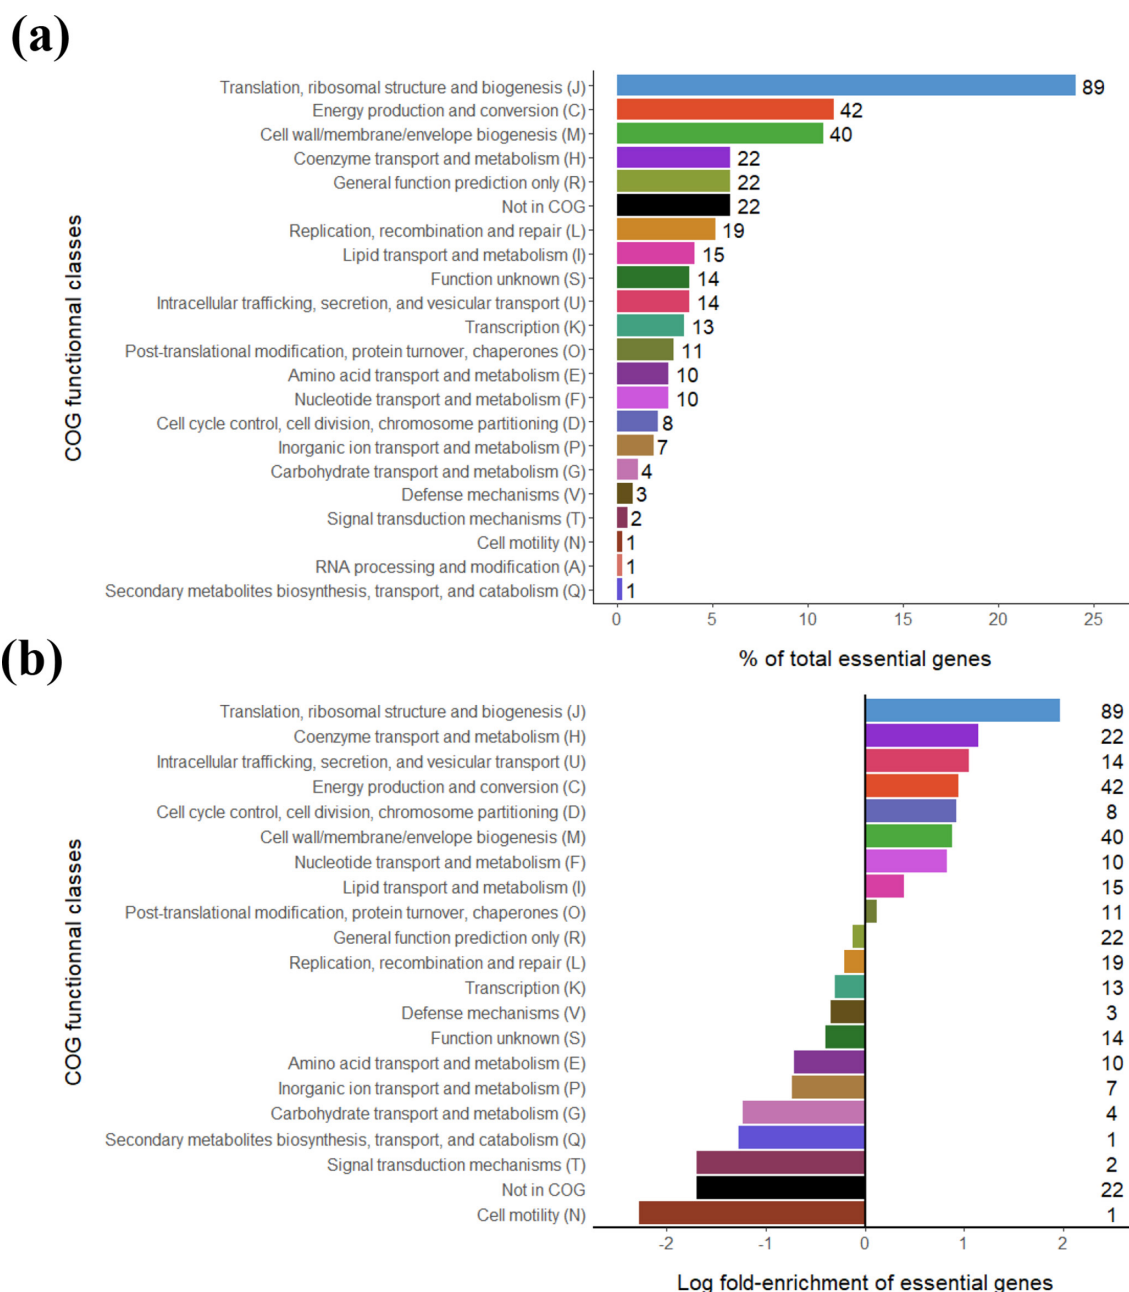 (a)
COG functionnal classes
Translation, ribosomal structure and biogenesis (J) 89
Energy production and conversion (C) 42
Cell wall/membrane/envelope biogenesis (M) 40
Coenzyme transport and metabolism (H) 22
General function prediction only (R) 22
Not in COG 22
Replication, recombination and repair (L) 19
Lipid transport and metabolism (I) 15
Function unknown (S) 14
Intracellular trafficking, secretion, and vesicular transport (U) 14
Transcription (K) 13
Post-translational modification, protein turnover, chaperones (O) 11
Amino acid transport and metabolism (E) 10
Nucleotide transport and metabolism (F) 10
Cell cycle control, cell division, chromosome partitioning (D) 8
Inorganic ion transport and metabolism (P) 7
Carbohydrate transport and metabolism (G) 4
Defense mechanisms (V) 3
Signal transduction mechanisms (T) 2
Cell motility (N) 1
RNA processing and modification (A) 1
Secondary metabolites biosynthesis, transport, and catabolism (Q) 1
0 5 10 15 20 25
% of total essential genes
(b)
COG functionnal classes
Translation, ribosomal structure and biogenesis (J) 89
Coenzyme transport and metabolism (H) 22
Intracellular trafficking, secretion, and vesicular transport (U) 14
Energy production and conversion (C) 42
Cell cycle control, cell division, chromosome partitioning (D) 8
Cell wall/membrane/envelope biogenesis (M) 40
Nucleotide transport and metabolism (F) 10
Lipid transport and metabolism (I) 15
Post-translational modification, protein turnover, chaperones (O) 11
General function prediction only (R) 22
Replication, recombination and repair (L) 19
Transcription (K) 13
Defense mechanisms (V) 3
Function unknown (S) 14
Amino acid transport and metabolism (E) 10
Inorganic ion transport and metabolism (P) 7
Carbohydrate transport and metabolism (G) 4
Secondary metabolites biosynthesis, transport, and catabolism (Q) 1
Signal transduction mechanisms (T) 2
Not in COG 22
Cell motility (N) 1
-2 -1 0 1 2
Log fold-enrichment of essential genes